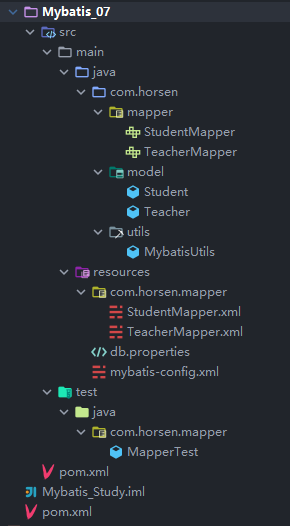 Mybatis_07
src
main
java
com.horsen
mapper
StudentMapper
TeacherMapper
model
Student
Teacher
utils
MybatisUtils
resources
com.horsen.mapper
StudentMapper.xml
TeacherMapper.xml
db.properties
mybatis-config.xml
test
java
com.horsen.mapper
MapperTest
pom.xml
Mybatis_Study.iml
pom.xml